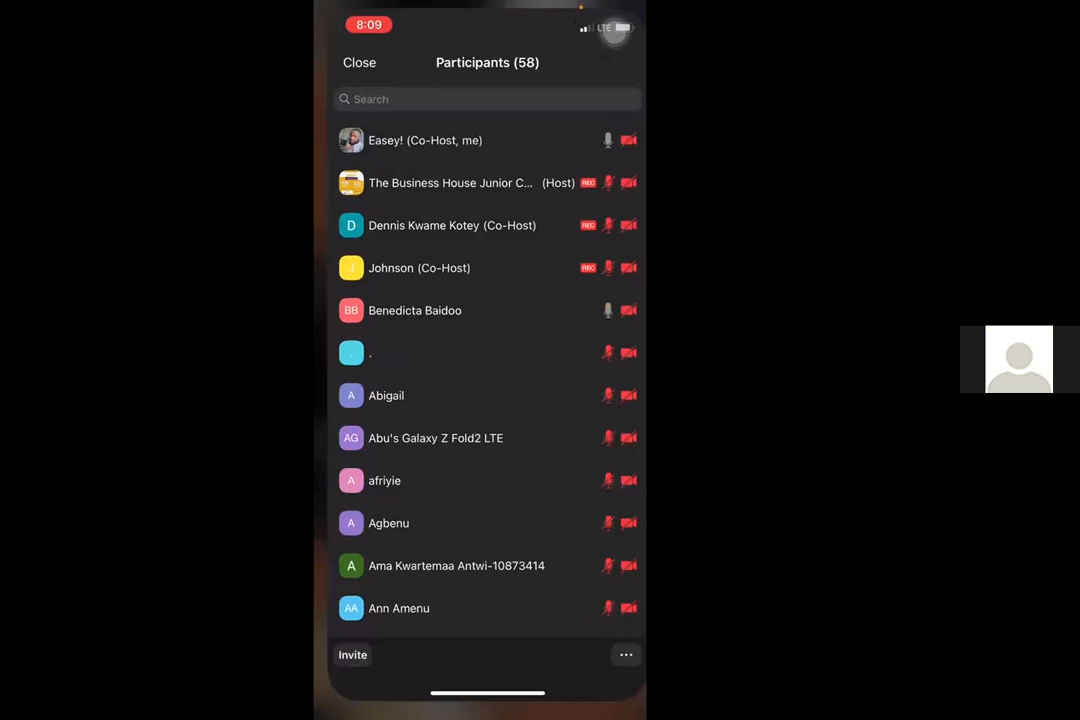 8:09
LTE
Close
Participants (58)
Search
Easey! (Co-Host, me)
The Business House Junior C... (Host) REC
D Dennis Kwame Kotey (Co-Host) REC
J Johnson (Co-Host) REC
BB Benedicta Baidoo
. .
A Abigail
AG Abu's Galaxy Z Fold2 LTE
A afriyie
A Agbenu
A Ama Kwartemaa Antwi-10873414
AA Ann Amenu
Invite
...